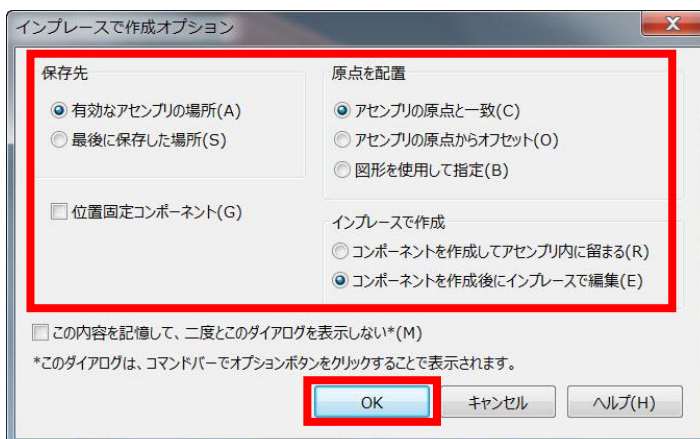 インプレースで作成オプション
保存先
有効なアセンブリの場所(A)
最後に保存した場所(S)
位置固定コンポーネント(G)
原点を配置
アセンブリの原点と一致(C)
アセンブリの原点からオフセット(O)
図形を使用して指定(B)
インプレースで作成
コンポーネントを作成してアセンブリ内に留まる(R)
コンポーネントを作成後にインプレースで編集(E)
この内容を記憶して、二度とこのダイアログを表示しない*(M)
*このダイアログは、コマンドバーでオプションボタンをクリックすることで表示されます。
OK キャンセル ヘルプ(H)